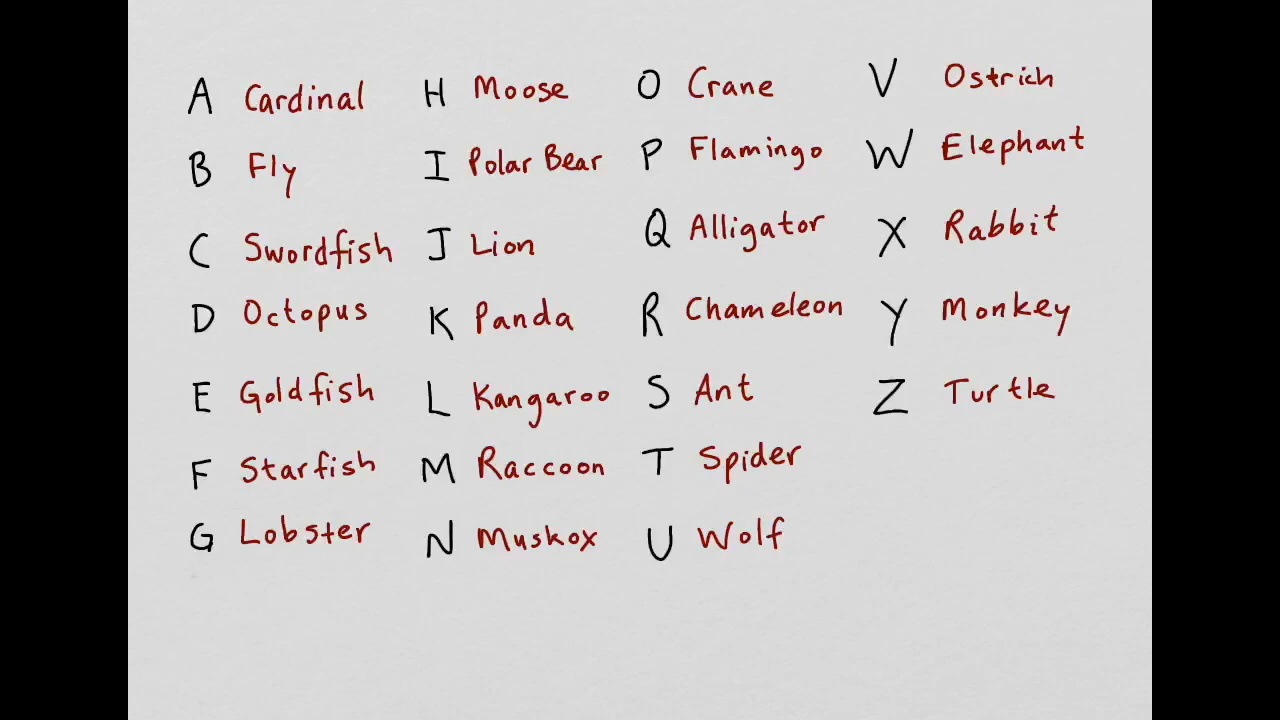 A Cardinal
B Fly
C Swordfish
D Octopus
E Goldfish
F Starfish
G Lobster
H Moose
I Polar Bear
J Lion
K Panda
L Kangaroo
M Raccoon
N Muskox
O Crane
P Flamingo
Q Alligator
R Chameleon
S Ant
T Spider
U Wolf
V Ostrich
W Elephant
X Rabbit
Y Monkey
Z Turtle